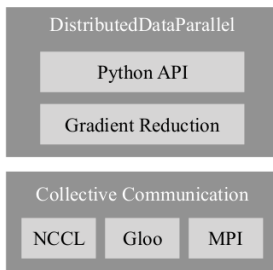 DistributedDataParallel
Python API
Gradient Reduction
Collective Communication
NCCL Gloo MPI